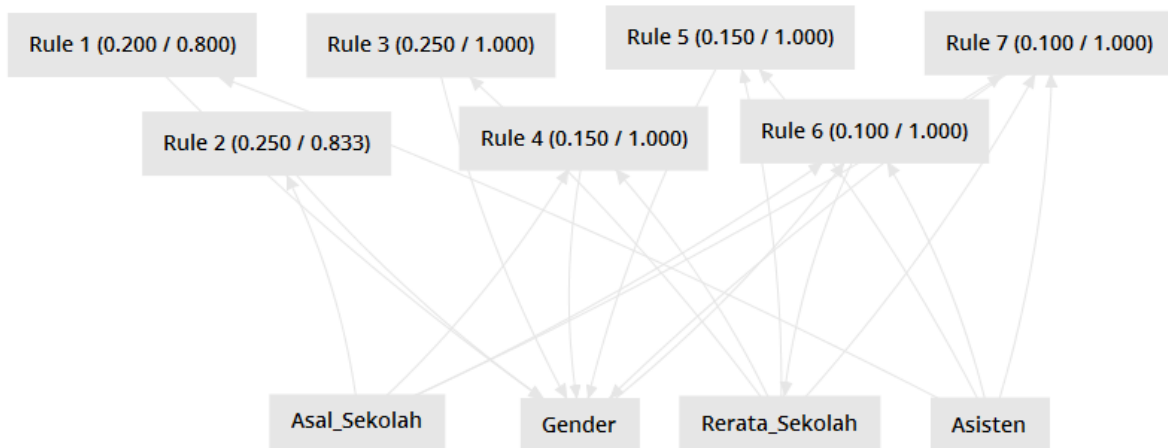 Rule 1 (0.200 / 0.800)
Rule 3 (0.250 / 1.000)
Rule 5 (0.150 / 1.000)
Rule 7 (0.100 / 1.000)
Rule 2 (0.250 / 0.833)
Rule 4 (0.150 / 1.000)
Rule 6 (0.100 / 1.000)
Asal_Sekolah
Gender
Rerata_Sekolah
Asisten